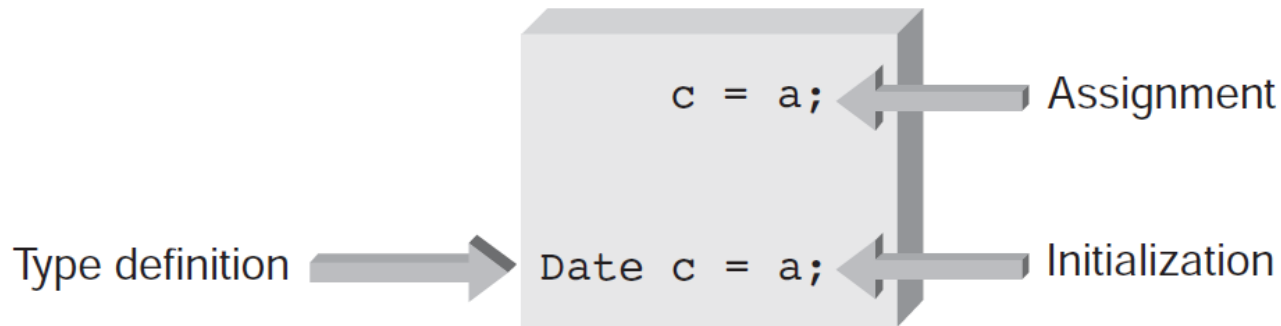 c = a; Assignment
Type definition Date c = a; Initialization